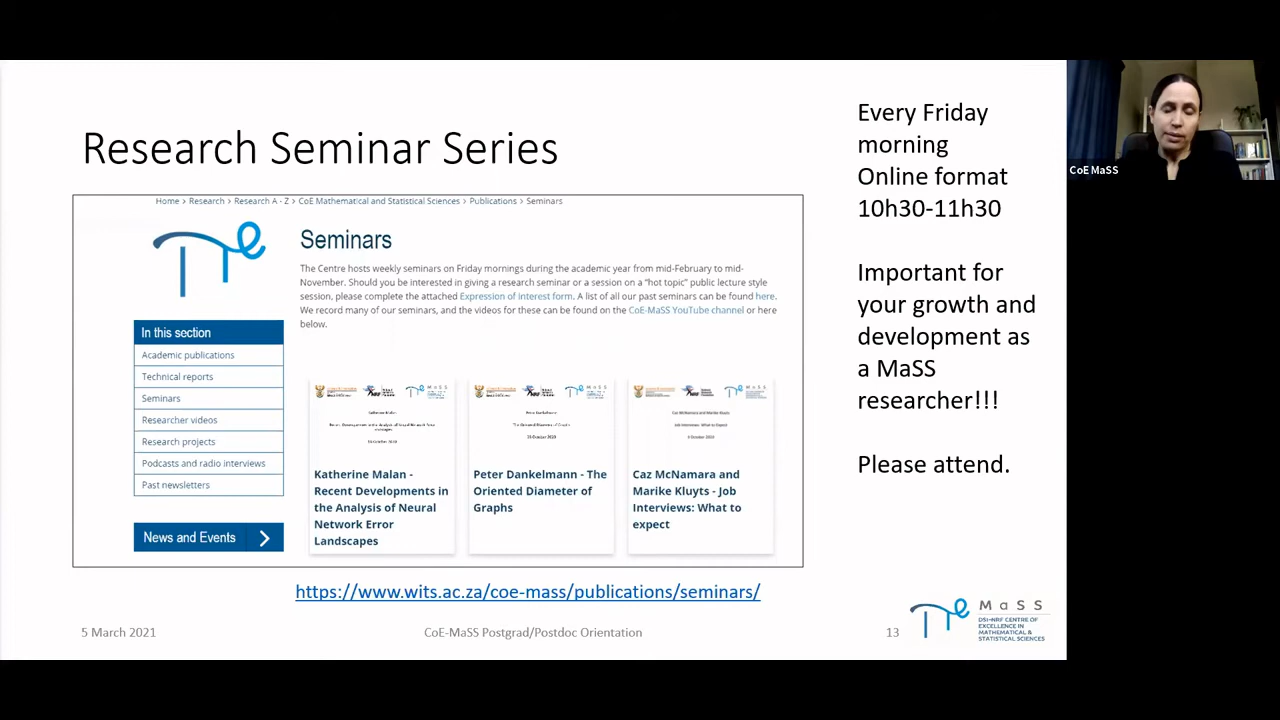 Research Seminar Series
Home > Research > Research A - Z > CoE Mathematical and Statistical Sciences > Publications > Seminars
Seminars
The Centre hosts weekly seminars on Friday mornings during the academic year from mid-February to mid-
November. Should you be interested in giving a research seminar or a session on a "hot topic" public lecture style
session, please complete the attached Expression of interest form. A list of all our past seminars can be found here.
We record many of our seminars, and the videos for these can be found on the CoE-MaSS YouTube channel or here
below.
In this section
Academic publications
Technical reports
Seminars
Researcher videos
Research projects
Podcasts and radio interviews
Past newsletters
News and Events
Katherine Malan -
Recent Developments in
the Analysis of Neural
Network Error
Landscapes
Peter Dankelmann - The
Oriented Diameter of
Graphs
Caz McNamara and
Marike Kluyts - Job
Interviews: What to
expect
https://www.wits.ac.za/coe-mass/publications/seminars/
5 March 2021
CoE-MaSS Postgrad/Postdoc Orientation
13
Every Friday
morning
Online format
10h30-11h30
Important for
your growth and
development as
a MaSS
researcher!!!
Please attend.
MaSS
DSI-NRF CENTRE OF
EXCELLENCE IN
MATHEMATICAL &
STATISTICAL SCIENCES
CoE MaSS